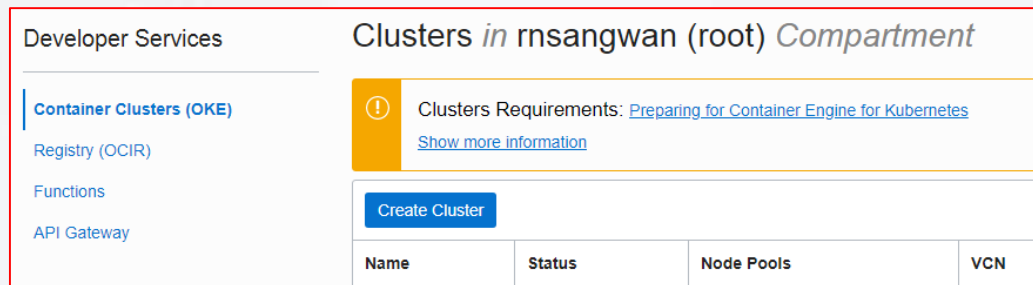 Developer Services
Container Clusters (OKE)
Registry (OCIR)
Functions
API Gateway
Clusters in rnsangwan (root) Compartment
Clusters Requirements: Preparing for Container Engine for Kubernetes
Show more information
Create Cluster
Name Status Node Pools VCN